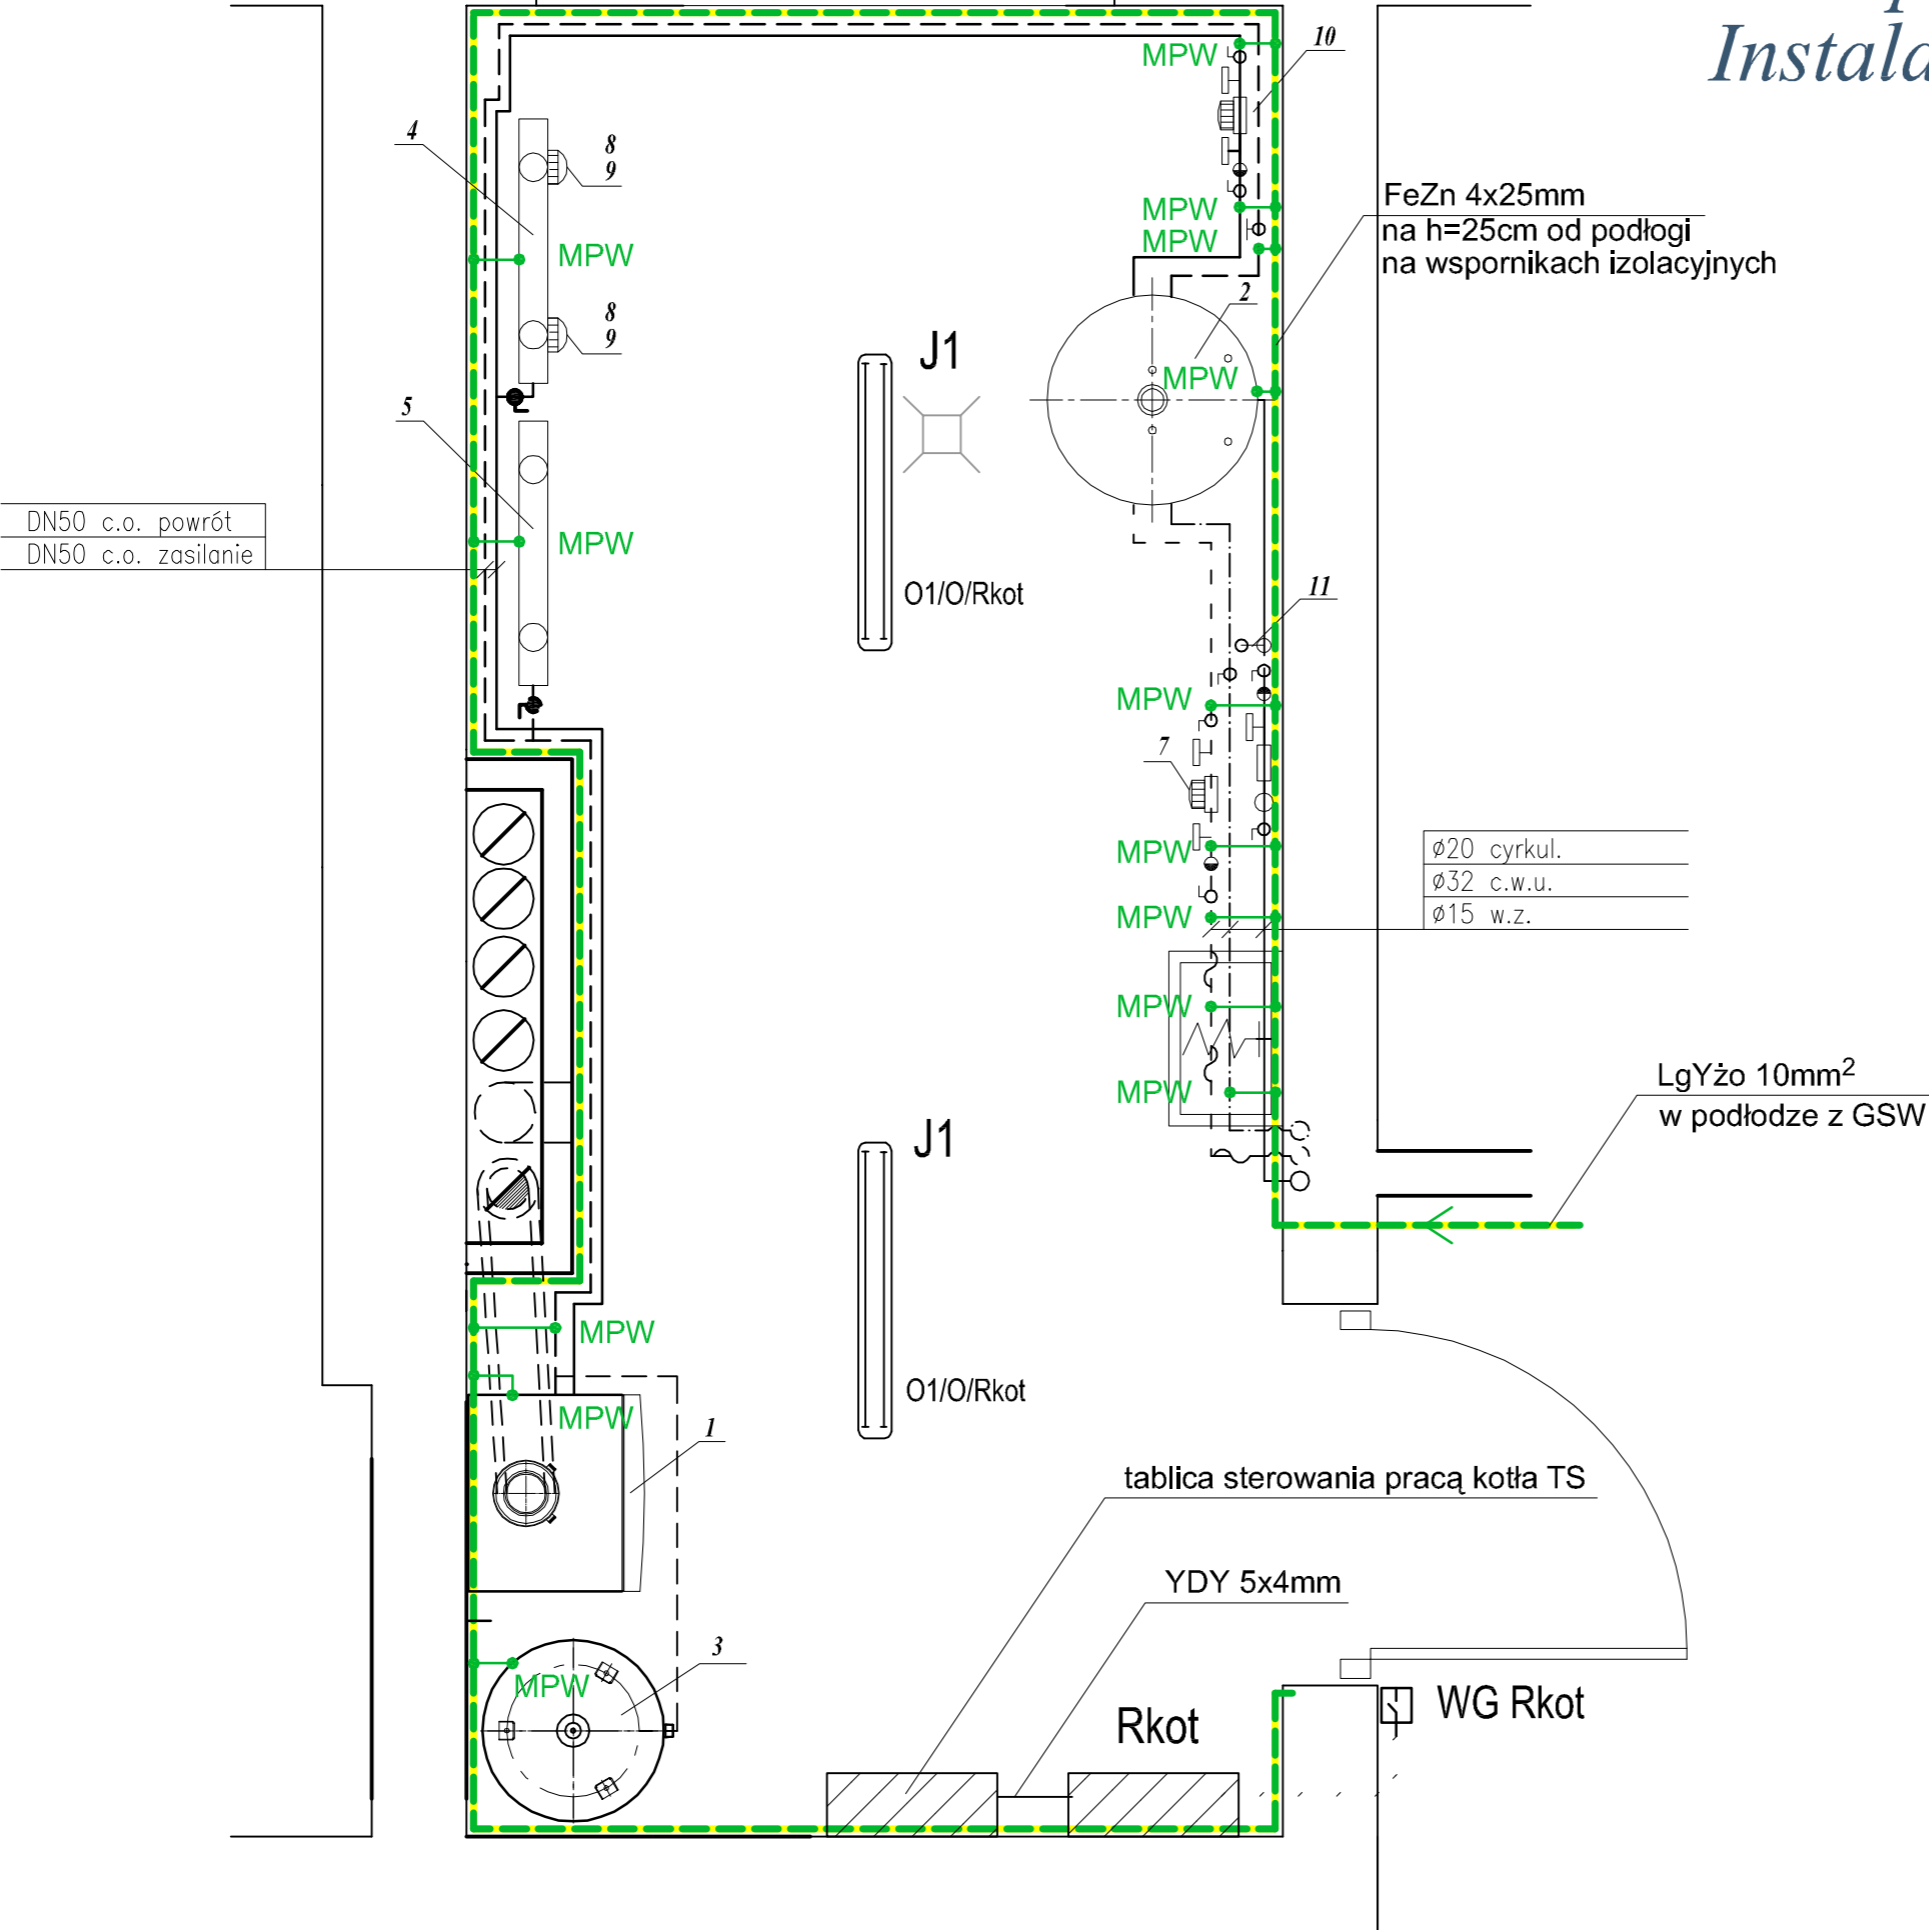 Instala
MPW
10
4
8
9
FeZn 4x25mm
na h=25cm od podłogi
na wspornikach izolacyjnych
MPW
MPW
MPW
2
8
9
J1
MPW
5
DN50 c.o. powrót
DN50 c.o. zasilanie
MPW
O1/O/Rkot
11
MPW
7
MPW
ø20 cyrkul.
ø32 c.w.u.
ø15 w.z.
MPW
MPW
MPW
LgYżo 10mm²
w podłodze z GSW
J1
MPW
O1/O/Rkot
MPW
1
tablica sterowania pracą kotła TS
YDY 5x4mm
3
MPW
Rkot
WG Rkot